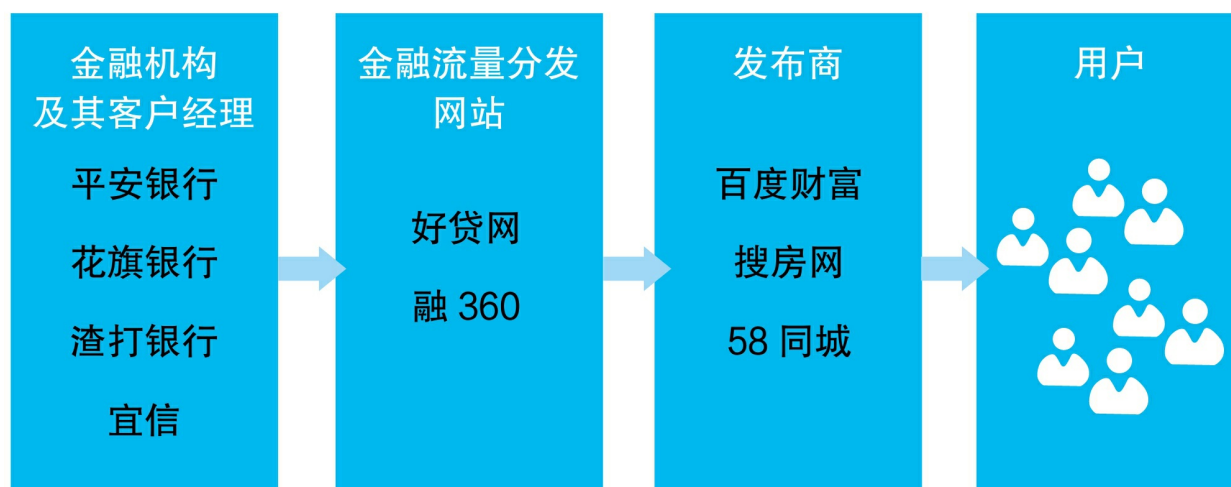 金融机构
及其客户经理
平安银行
花旗银行
渣打银行
宜信
金融流量分发
网站
好贷网
融 360
发布商
百度财富
搜房网
58 同城
用户